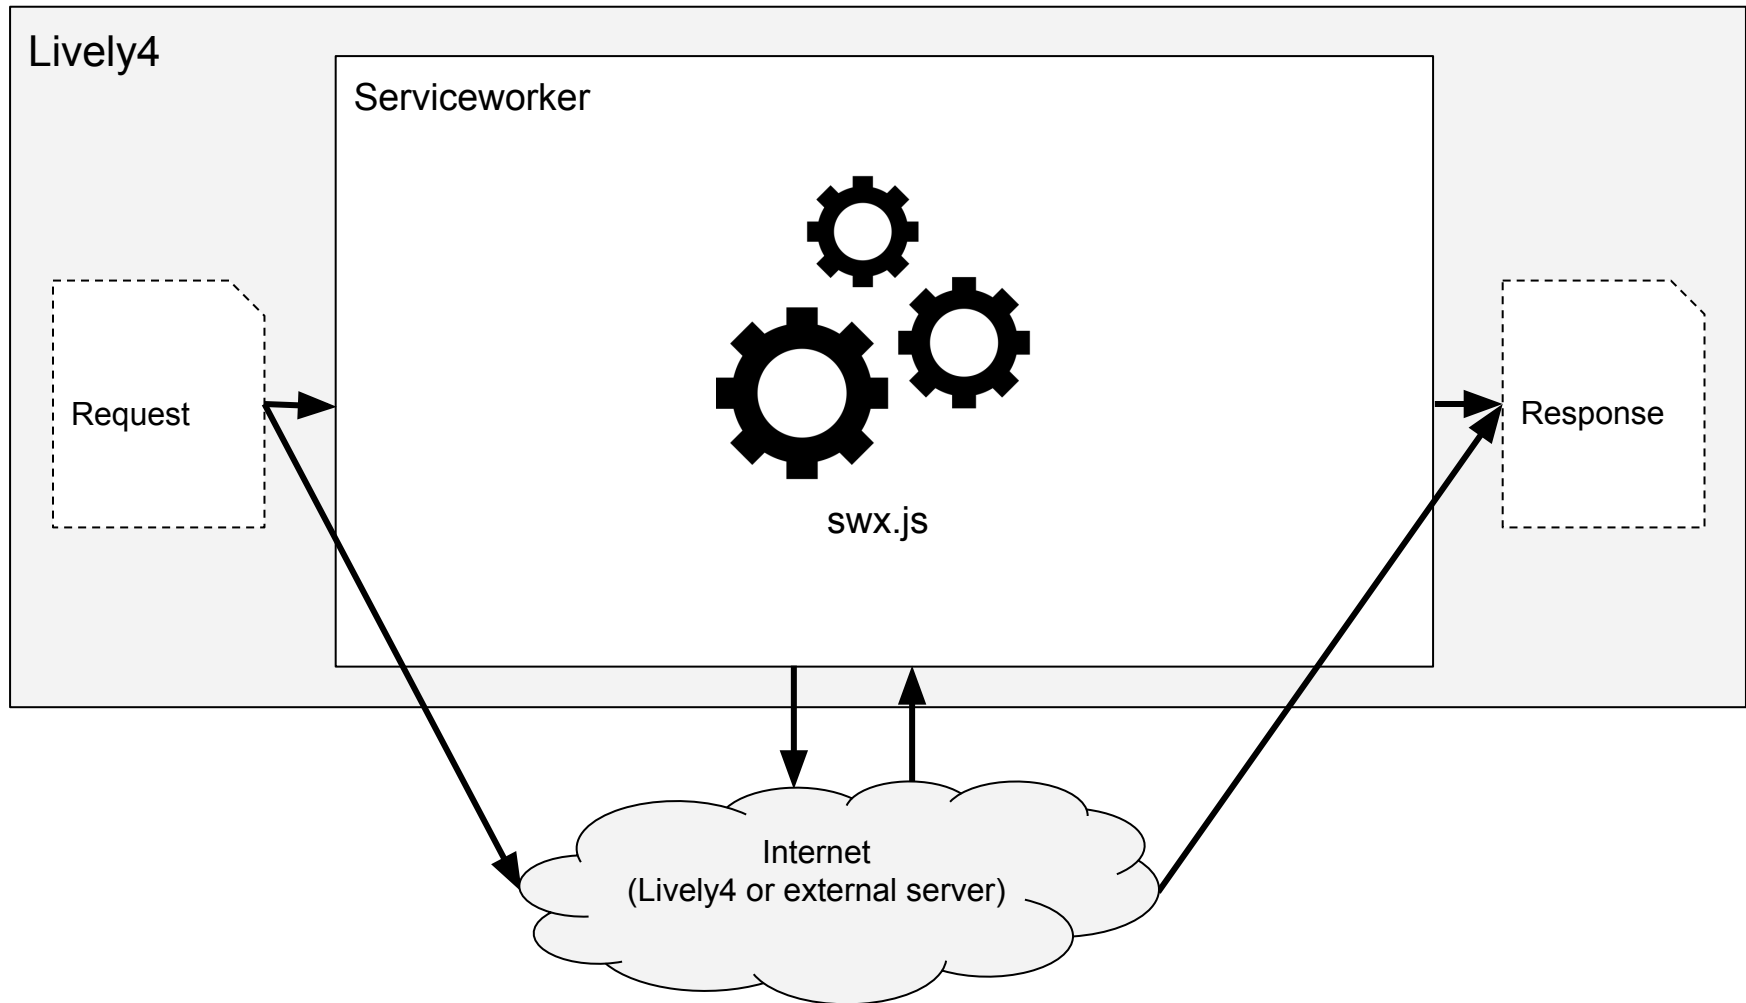 Lively4
Serviceworker
Request
swx.js
Response
Internet
(Lively4 or external server)